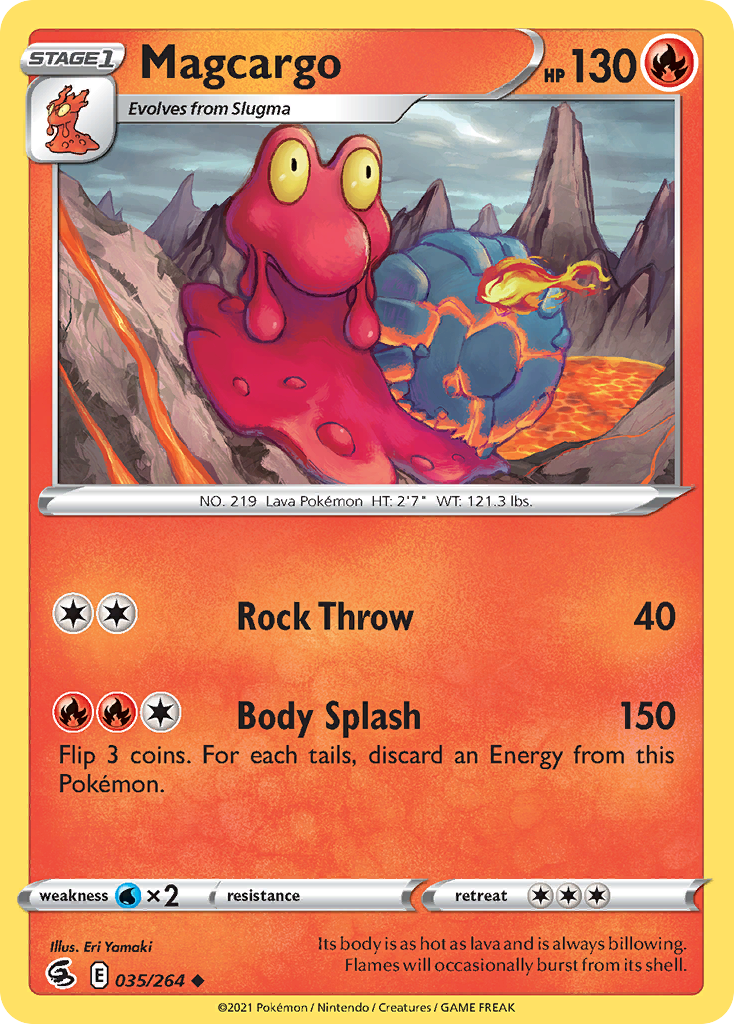 STAGE1
Magcargo
HP 130
Evolves from Slugma
NO. 219 Lava Pokémon HT: 2'7" WT: 121.3 lbs.
Rock Throw 40
Body Splash 150
Flip 3 coins. For each tails, discard an Energy from this
Pokémon.
weakness ×2 resistance retreat
Illus. Eri Yamaki
Its body is as hot as lava and is always billowing.
Flames will occasionally burst from its shell.
E 035/264
©2021 Pokémon / Nintendo / Creatures / GAME FREAK